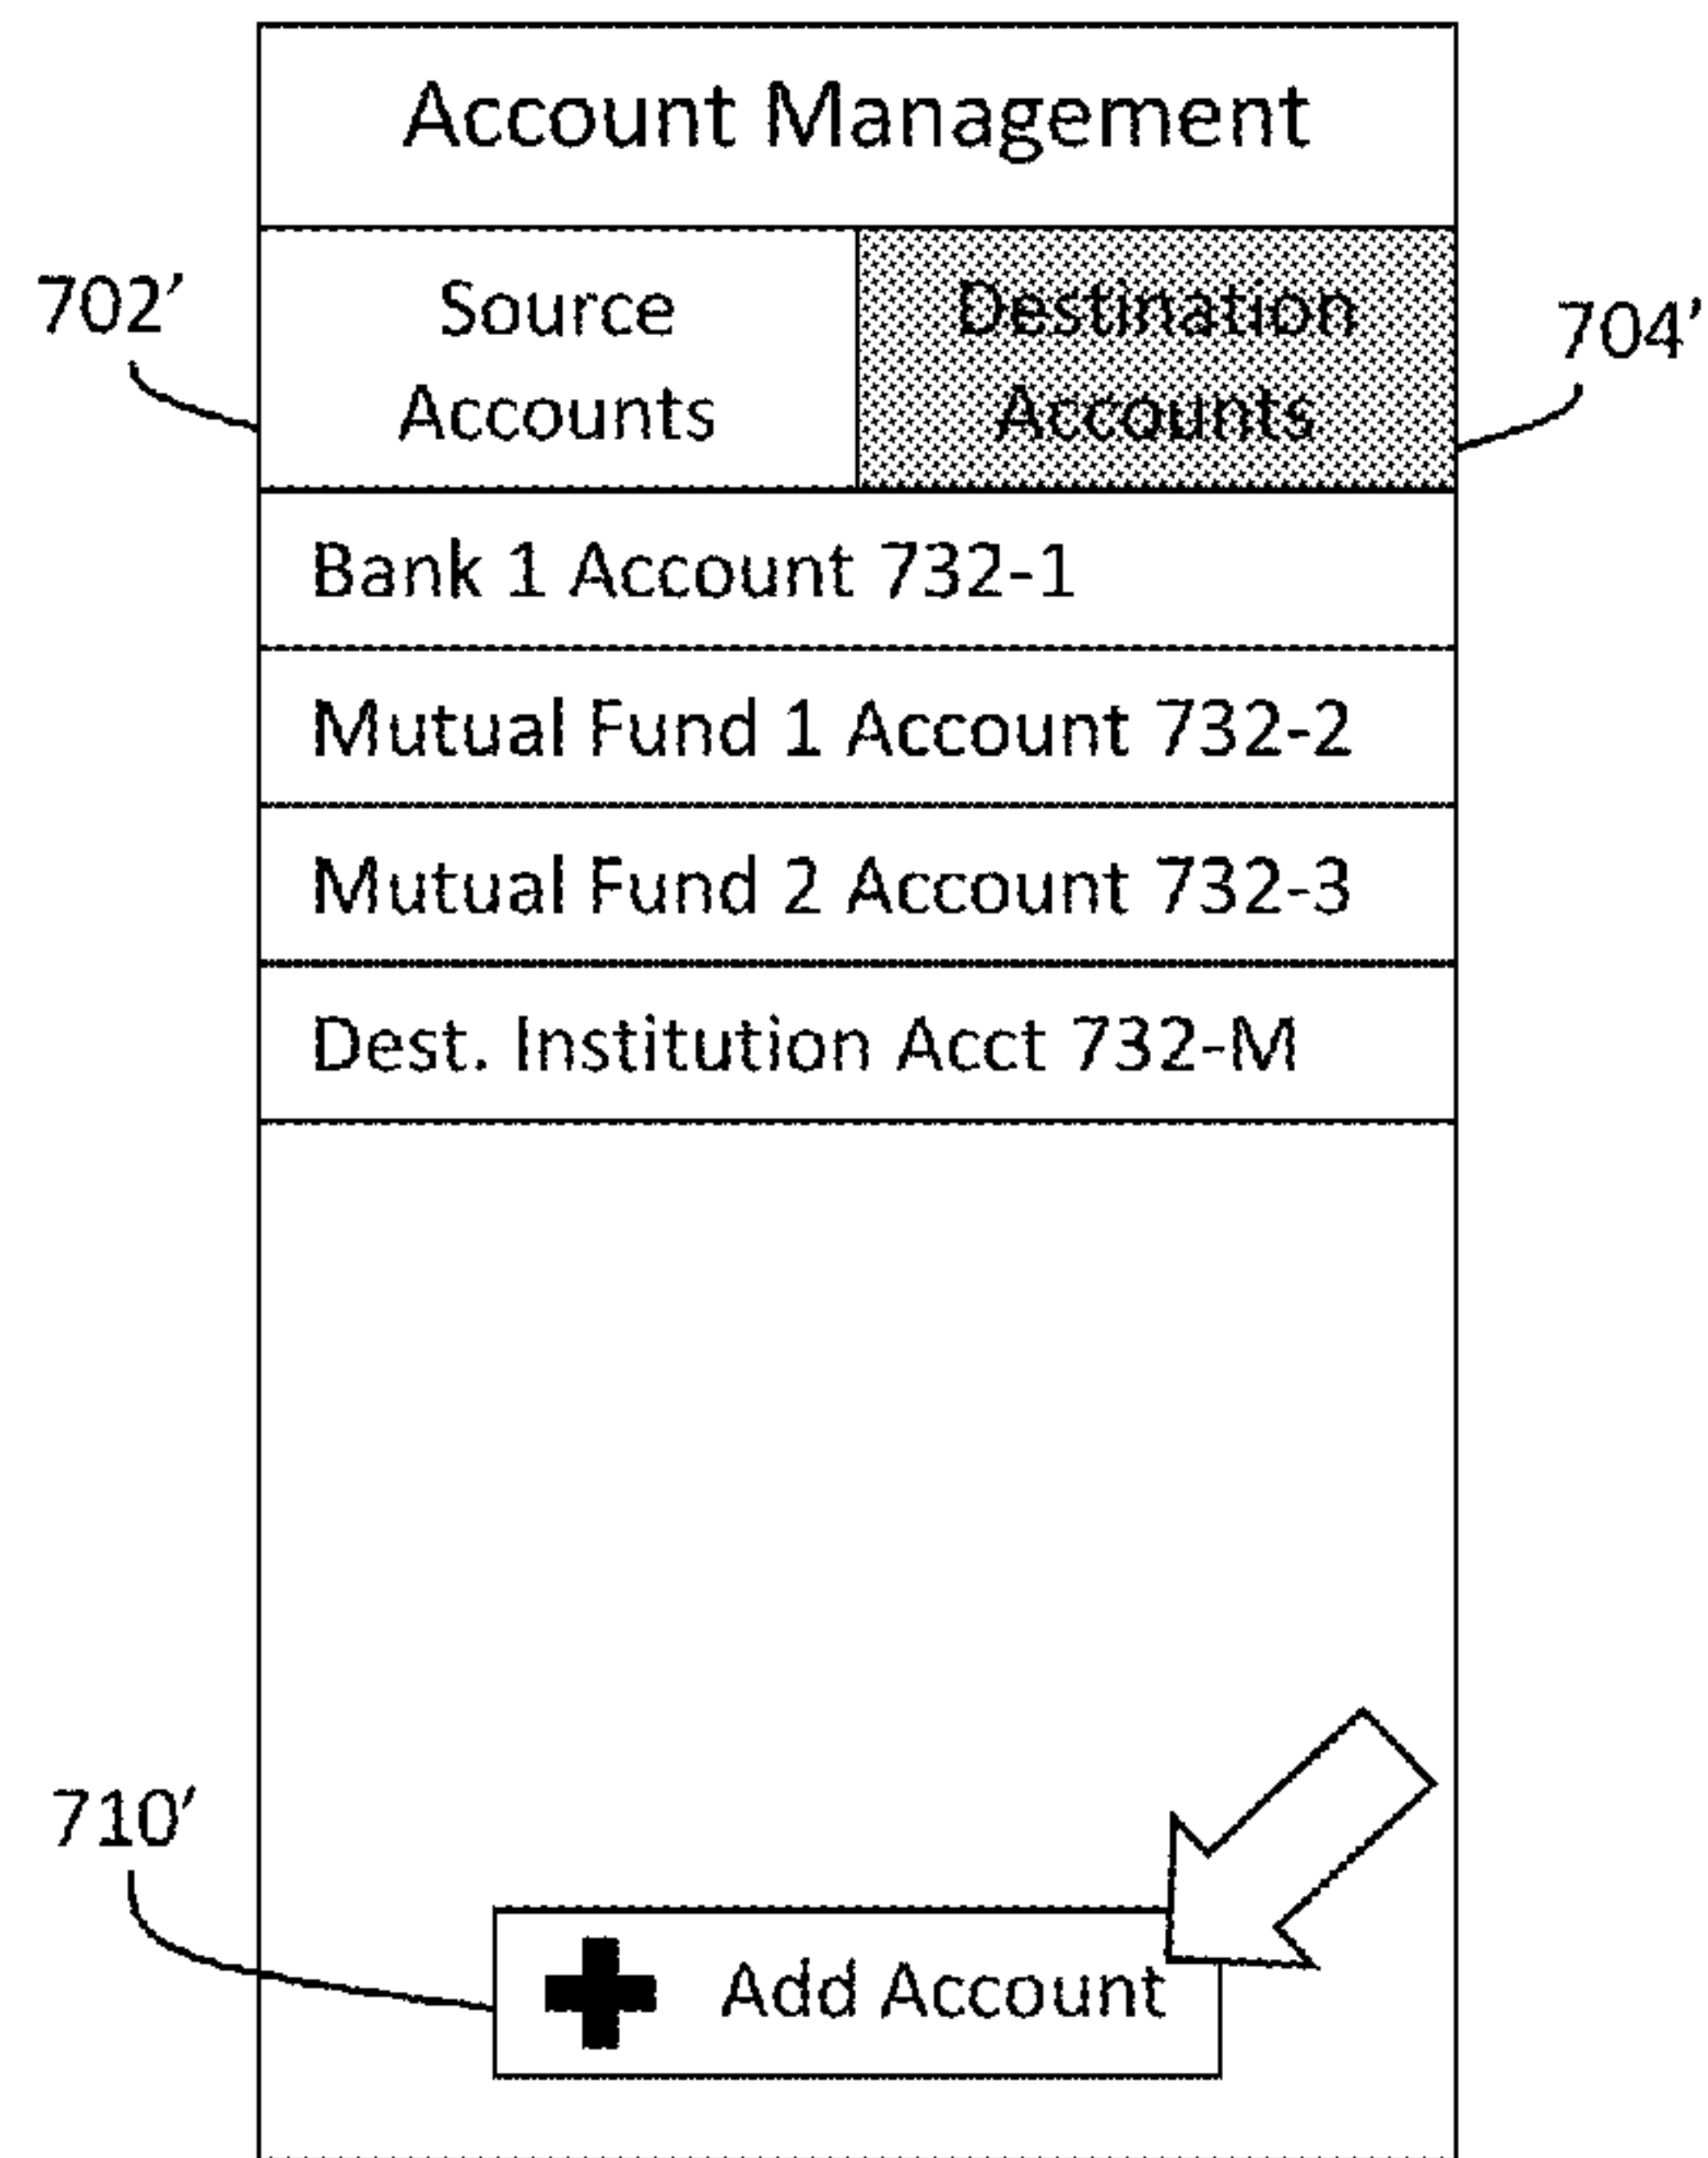 Account Management
702′
Source
Accounts
Destination
Accounts
704′
Bank 1 Account 732-1
Mutual Fund 1 Account 732-2
Mutual Fund 2 Account 732-3
Dest. Institution Acct 732-M
710′
Add Account